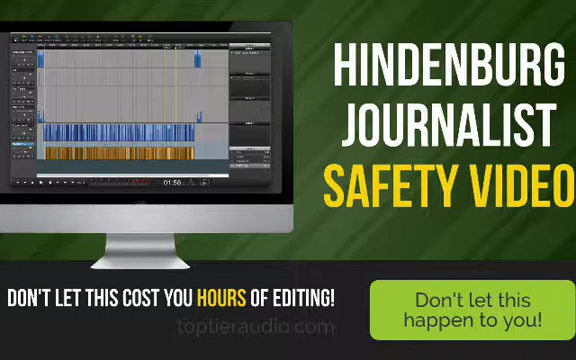 HINDENBURG
JOURNALIST
SAFETY VIDEO
01:58
DON'T LET THIS COST YOU HOURS OF EDITING!
toptieraudio.com
Don't let this
happen to you!